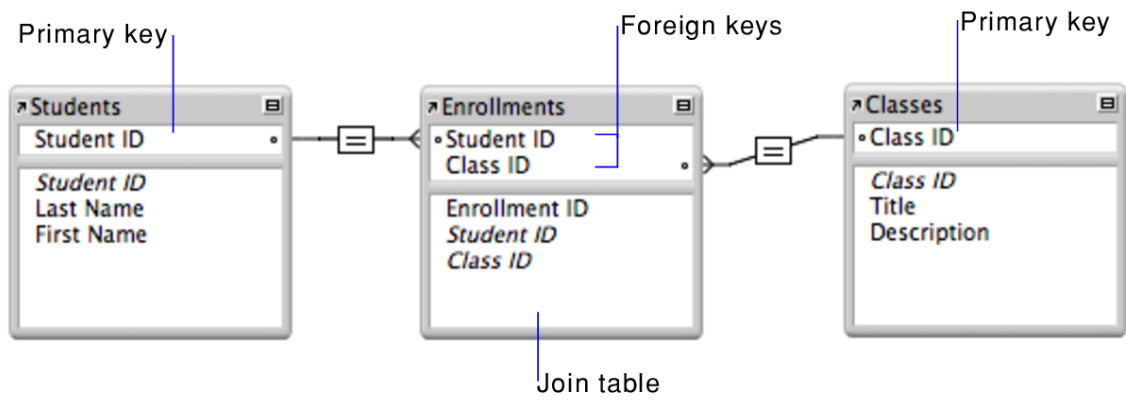 Primary key
Foreign keys
Primary key
Students
Student ID
Student ID
Last Name
First Name
Enrollments
Student ID
Class ID
Enrollment ID
Student ID
Class ID
Classes
Class ID
Class ID
Title
Description
Join table